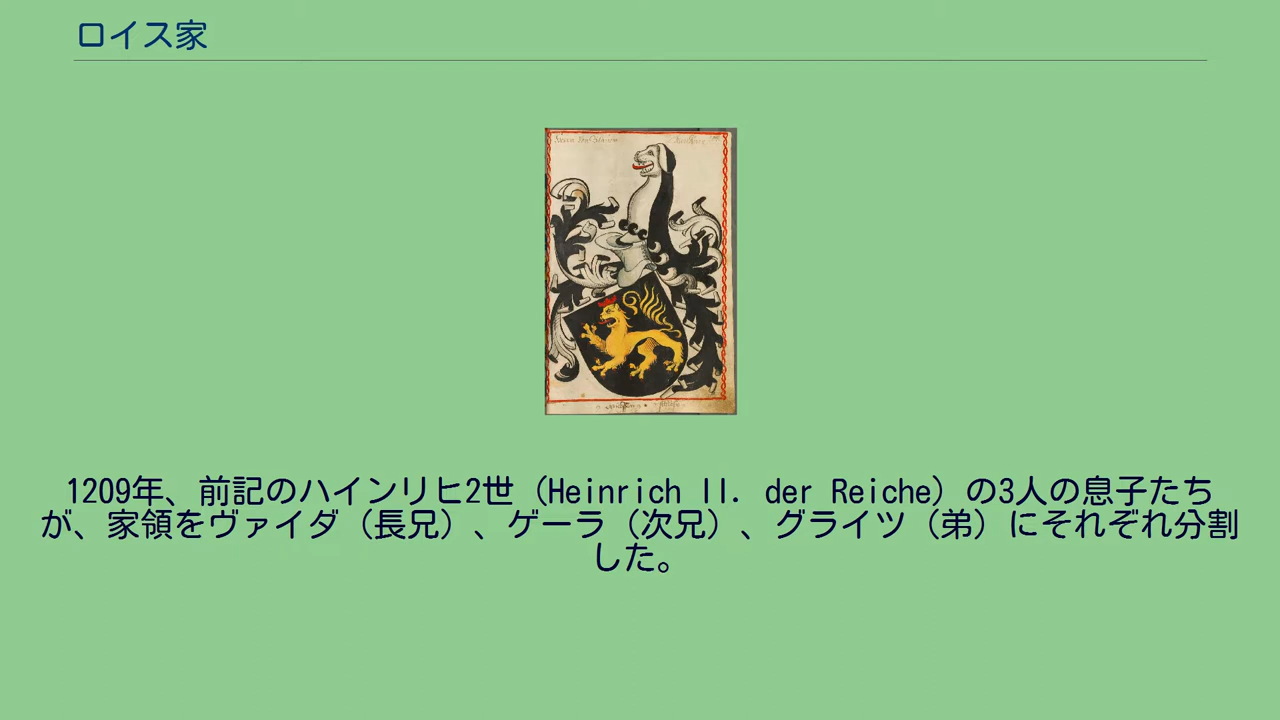 ロイス家
1209年、前記のハインリヒ2世（Heinrich II. der Reiche）の3人の息子たち
が、家領をヴァイダ（長兄）、ゲーラ（次兄）、グライツ（弟）にそれぞれ分割
した。